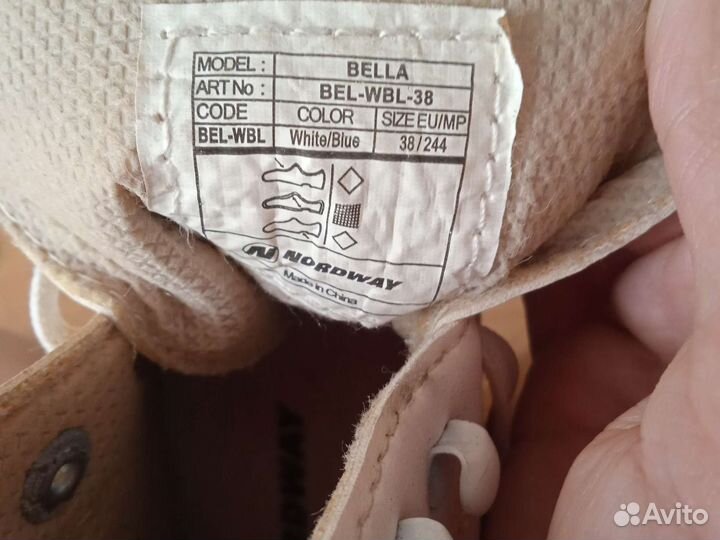 MODEL : BELLA
ART No : BEL-WBL-38
CODE COLOR SIZE EU/MP
BEL-WBL White/Blue 38/244
NORDWAY
Made in China
NORDWAY
Avito